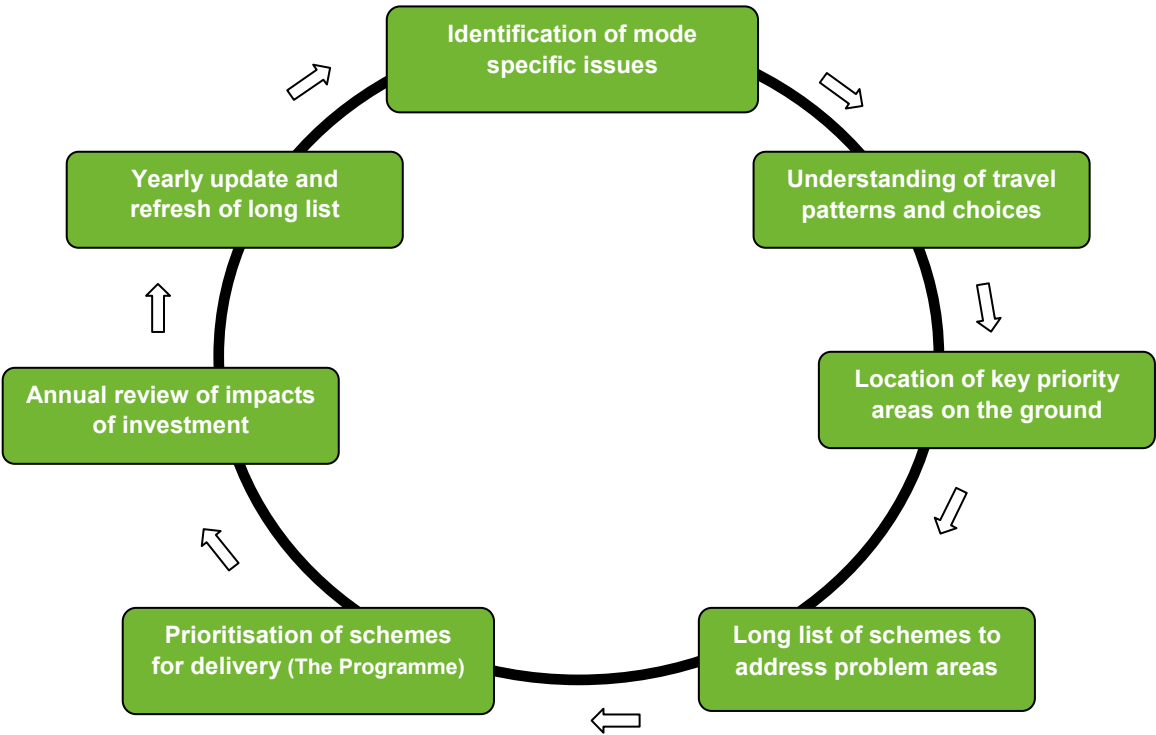 Identification of mode
specific issues
Understanding of travel
patterns and choices
Location of key priority
areas on the ground
Long list of schemes to
address problem areas
Prioritisation of schemes
for delivery (The Programme)
Annual review of impacts
of investment
Yearly update and
refresh of long list